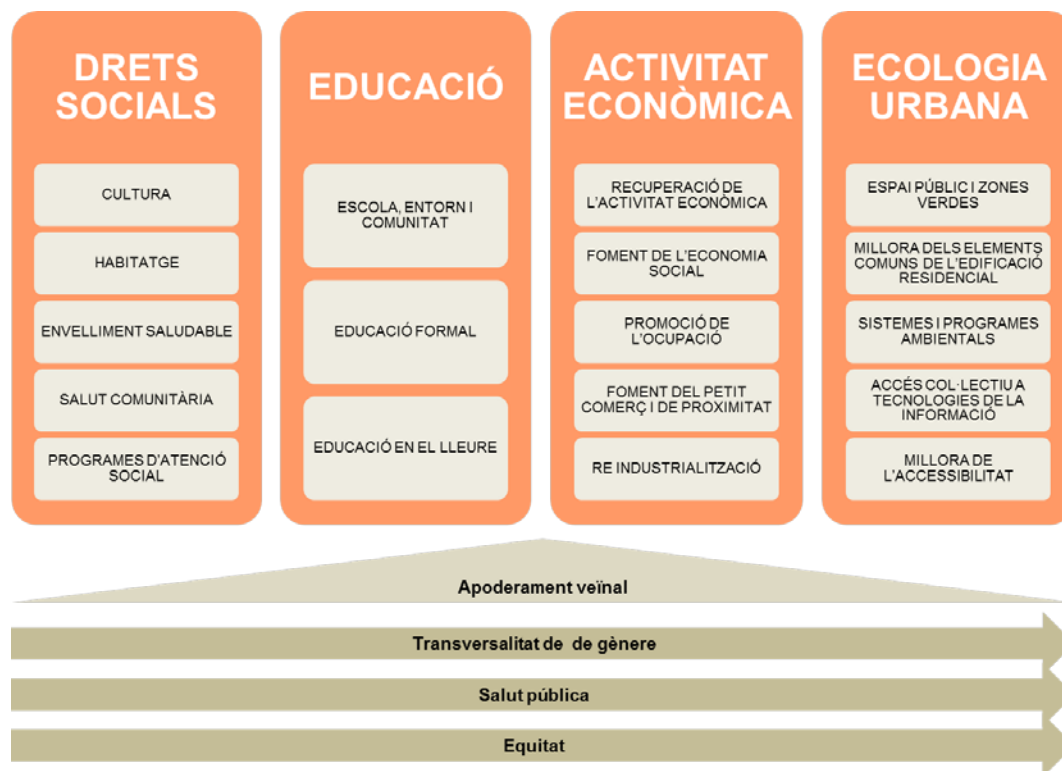 DRETS
SOCIALS
CULTURA
HABITATGE
ENVELLIMENT SALUDABLE
SALUT COMUNITÀRIA
PROGRAMES D'ATENCIÓ
SOCIAL
EDUCACIÓ
ESCOLA, ENTORN I
COMUNITAT
EDUCACIÓ FORMAL
EDUCACIÓ EN EL LLEURE
ACTIVITAT
ECONÒMICA
RECUPERACIÓ DE
L'ACTIVITAT ECONÒMICA
FOMENT DE L'ECONOMIA
SOCIAL
PROMOCIÓ DE
L'OCUPACIÓ
FOMENT DEL PETIT
COMERÇ I DE PROXIMITAT
RE INDUSTRIALITZACIÓ
ECOLOGIA
URBANA
ESPAI PÚBLIC I ZONES
VERDES
MILLORA DELS ELEMENTS
COMUNS DE L'EDIFICACIÓ
RESIDENCIAL
SISTEMES I PROGRAMES
AMBIENTALS
ACCÉS COL·LECTIU A
TECNOLOGIES DE LA
INFORMACIÓ
MILLORA DE
L'ACCESSIBILITAT
Apoderament veïnal
Transversalitat de de gènere
Salut pública
Equitat